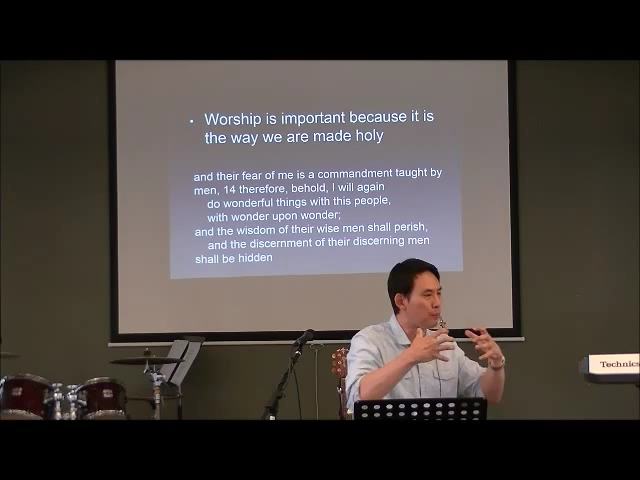 • Worship is important because it is
the way we are made holy
and their fear of me is a commandment taught by
men, 14 therefore, behold, I will again
do wonderful things with this people,
with wonder upon wonder;
and the wisdom of their wise men shall perish,
and the discernment of their discerning men
shall be hidden
Technics